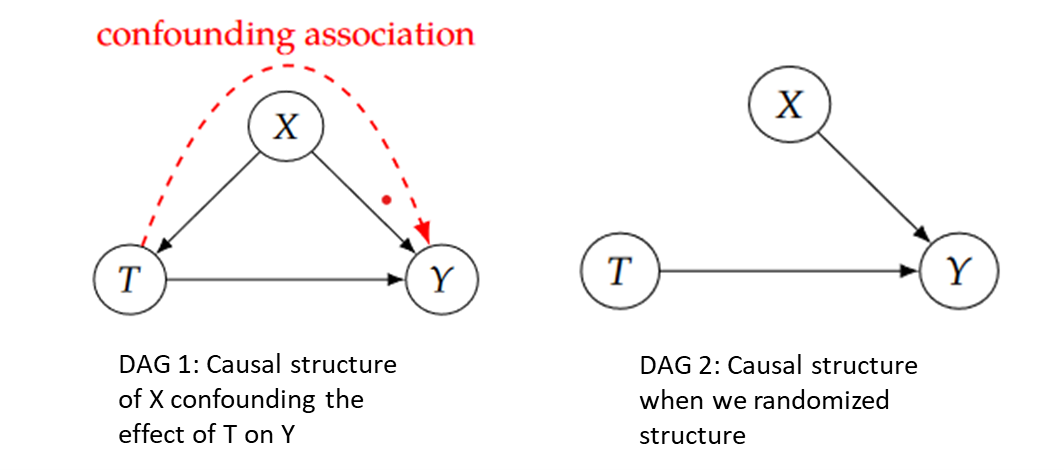 confounding association
X
T
Y
DAG 1: Causal structure
of X confounding the
effect of T on Y
X
T
Y
DAG 2: Causal structure
when we randomized
structure